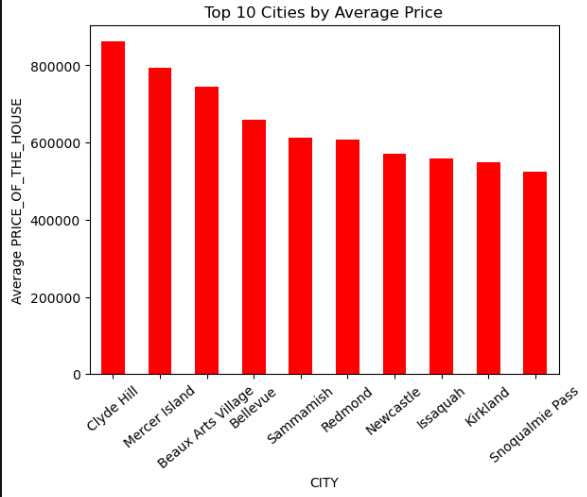 Top 10 Cities by Average Price
Average PRICE_OF_THE_HOUSE
800000
600000
400000
200000
0
Clyde Hill
Mercer Island
Beaux Arts Village
Bellevue
Sammamish
Redmond
Newcastle
Issaquah
Kirkland
Snoqualmie Pass
CITY